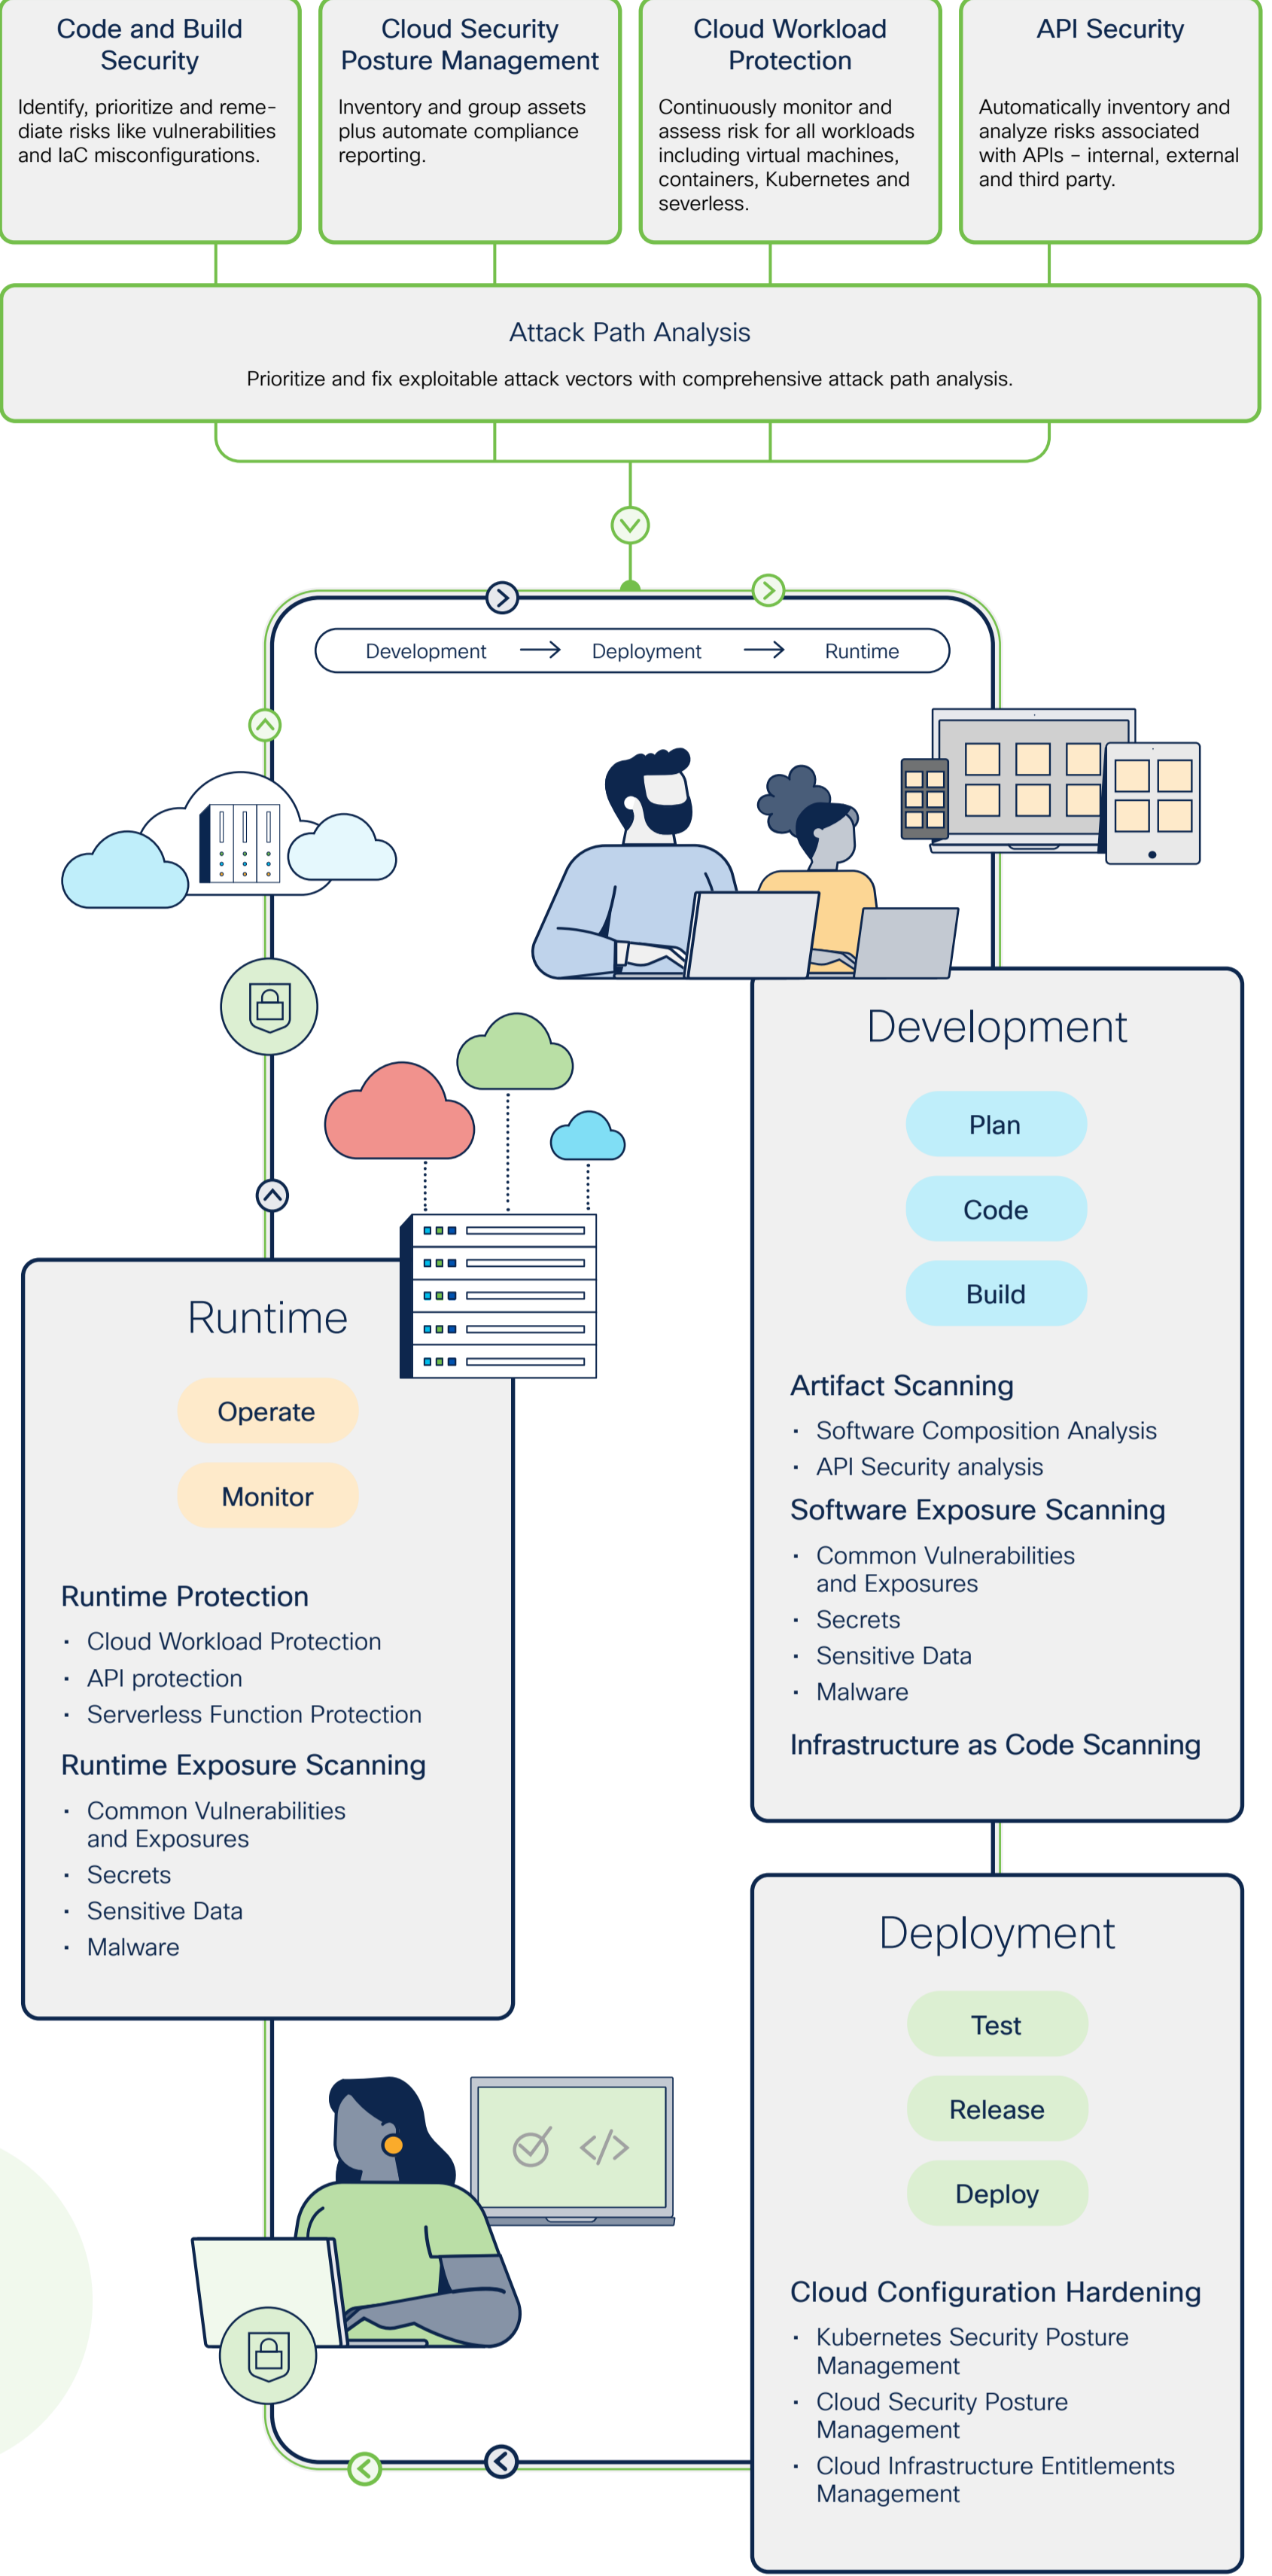 Code and Build
Security
Identify, prioritize and reme-
diate risks like vulnerabilities
and IaC misconfigurations.
Cloud Security
Posture Management
Inventory and group assets
plus automate compliance
reporting.
Cloud Workload
Protection
Continuously monitor and
assess risk for all workloads
including virtual machines,
containers, Kubernetes and
severless.
API Security
Automatically inventory and
analyze risks associated
with APIs – internal, external
and third party.
Attack Path Analysis
Prioritize and fix exploitable attack vectors with comprehensive attack path analysis.
Development → Deployment → Runtime
Development
Plan
Code
Build
Artifact Scanning
· Software Composition Analysis
· API Security analysis
Software Exposure Scanning
· Common Vulnerabilities
and Exposures
· Secrets
· Sensitive Data
· Malware
Infrastructure as Code Scanning
Deployment
Test
Release
Deploy
Cloud Configuration Hardening
· Kubernetes Security Posture
Management
· Cloud Security Posture
Management
· Cloud Infrastructure Entitlements
Management
Runtime
Operate
Monitor
Runtime Protection
· Cloud Workload Protection
· API protection
· Serverless Function Protection
Runtime Exposure Scanning
· Common Vulnerabilities
and Exposures
· Secrets
· Sensitive Data
· Malware
</>